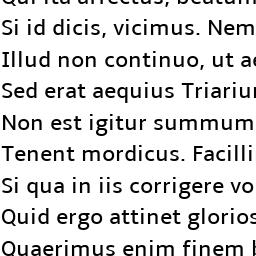 Qui ita affectus, beatum
Si id dicis, vicimus. Nem
Illud non continuo, ut ae
Sed erat aequius Triariu
Non est igitur summum
Tenent mordicus. Facilli
Si qua in iis corrigere vo
Quid ergo attinet glorios
Quaerimus enim finem b